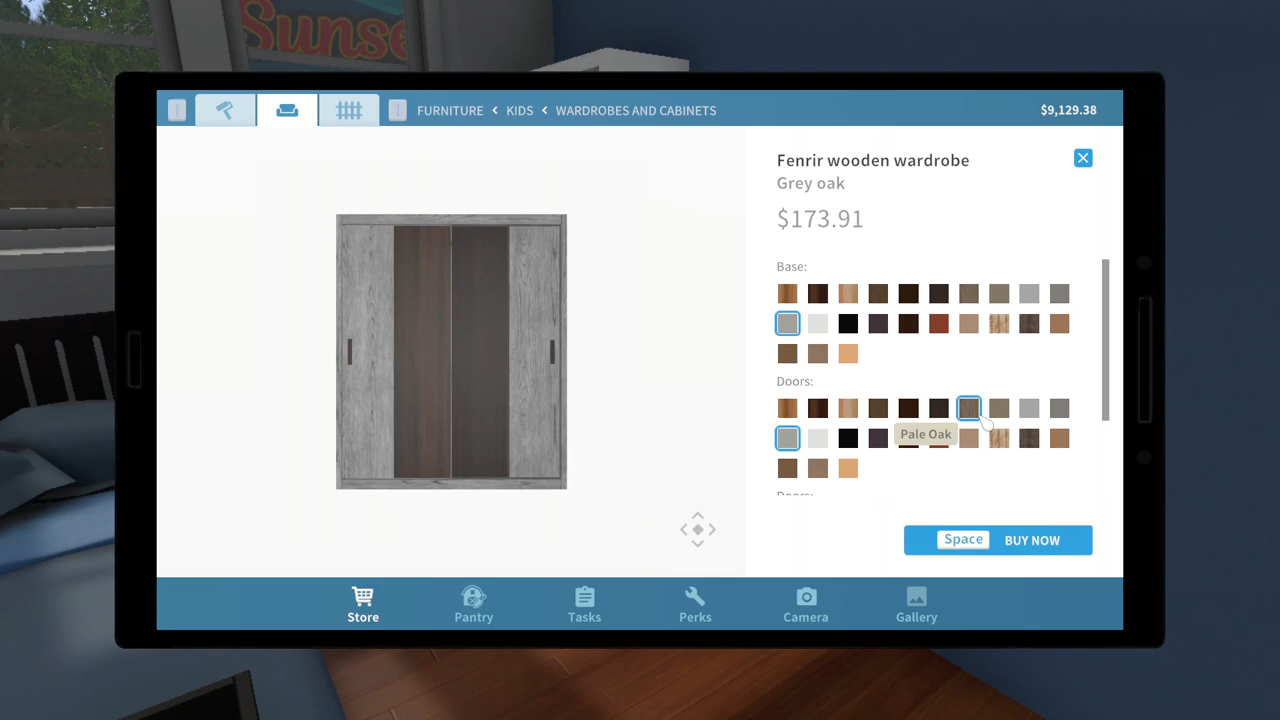 Sunse
FURNITURE < KIDS < WARDROBES AND CABINETS
$9,129.38
Fenrir wooden wardrobe
Grey oak
$173.91
Base:
Doors:
Pale Oak
Space BUY NOW
Store
Pantry
Tasks
Perks
Camera
Gallery